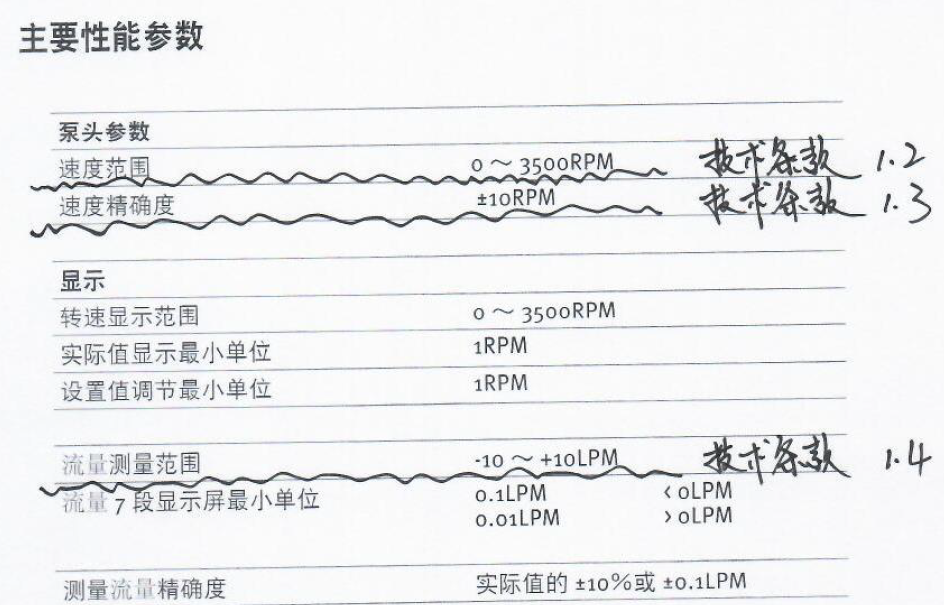 主要性能参数
泵头参数
速度范围 0～3500RPM 技术条款 1.2
速度精确度 ±10RPM 技术条款 1.3
显示
转速显示范围 0～3500RPM
实际值显示最小单位 1RPM
设置值调节最小单位 1RPM
流量测量范围 -10～+10LPM 技术条款 1.4
流量7段显示屏最小单位 0.1LPM <0LPM
0.01LPM >0LPM
测量流量精确度 实际值的 ±10%或 ±0.1LPM